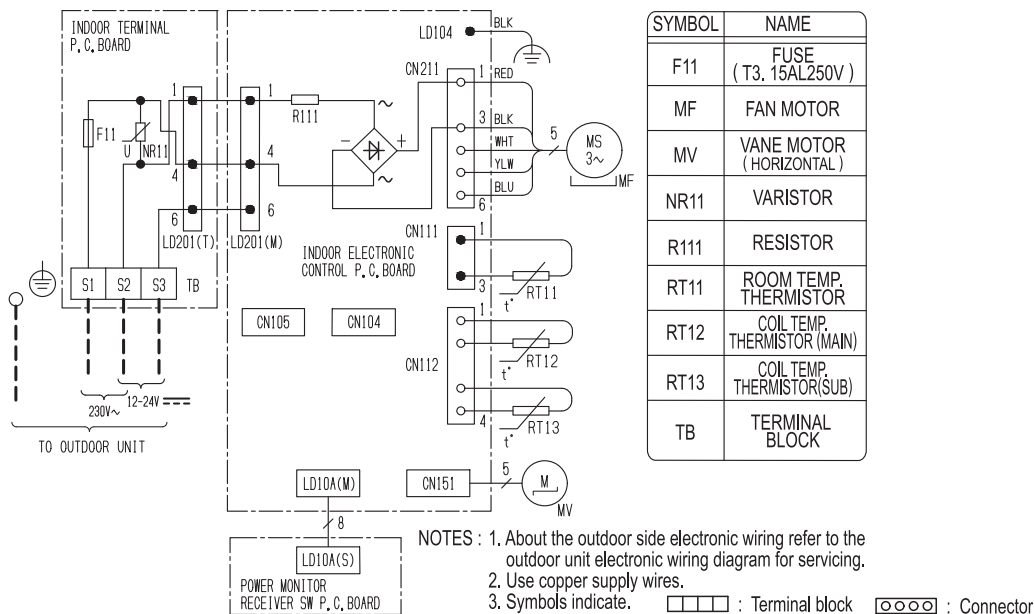 INDOOR TERMINAL
P.C.BOARD
F11
U
NR11
1
4
6
LD201(T)
S1
S2
S3
TB
230V~
12-24V
TO OUTDOOR UNIT
1
4
6
LD201(M)
R111
~
~
-
+
LD104
BLK
CN211
1
RED
3
BLK
WHT
YLW
BLU
6
5
MS
3~
MF
INDOOR ELECTRONIC
CONTROL P.C.BOARD
CN111
1
3
t°
RT11
CN105
CN104
CN112
1
4
t°
RT12
t°
RT13
LD10A(M)
CN151
5
M
MV
8
LD10A(S)
POWER MONITOR
RECEIVER SW P.C.BOARD
SYMBOL
NAME
F11
FUSE
( T3. 15AL250V )
MF
FAN MOTOR
MV
VANE MOTOR
( HORIZONTAL )
NR11
VARISTOR
R111
RESISTOR
RT11
ROOM TEMP.
THERMISTOR
RT12
COIL TEMP.
THERMISTOR (MAIN)
RT13
COIL TEMP.
THERMISTOR(SUB)
TB
TERMINAL
BLOCK
NOTES : 1. About the outdoor side electronic wiring refer to the
outdoor unit electronic wiring diagram for servicing.
2. Use copper supply wires.
3. Symbols indicate. : Terminal block : Connector